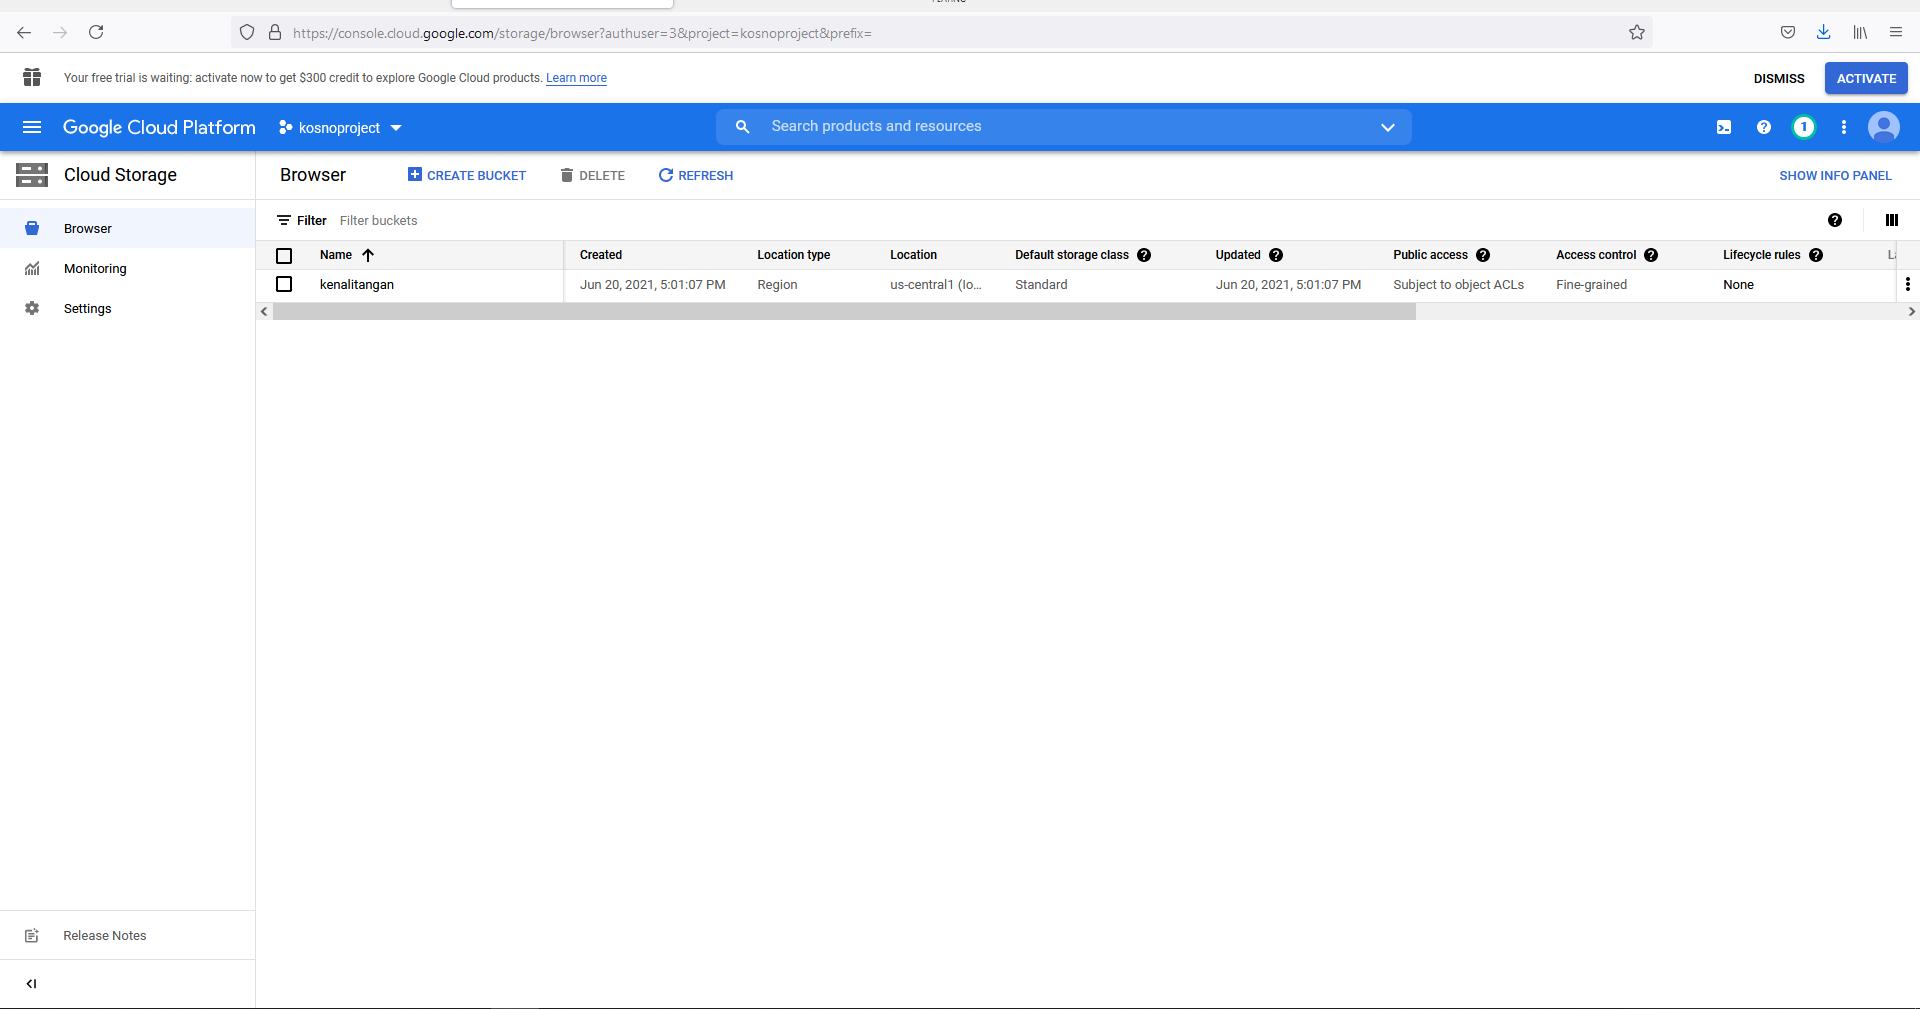 https://console.cloud.google.com/storage/browser?authuser=3&project=kosnoproject&prefix=
Your free trial is waiting: activate now to get $300 credit to explore Google Cloud products. Learn more
DISMISS
ACTIVATE
Google Cloud Platform
kosnoproject
Search products and resources
1
Cloud Storage
Browser
CREATE BUCKET
DELETE
REFRESH
SHOW INFO PANEL
Browser
Monitoring
Settings
Filter Filter buckets
Name Created Location type Location Default storage class Updated Public access Access control Lifecycle rules
kenalitangan Jun 20, 2021, 5:01:07 PM Region us-central1 (Io... Standard Jun 20, 2021, 5:01:07 PM Subject to object ACLs Fine-grained None
Release Notes